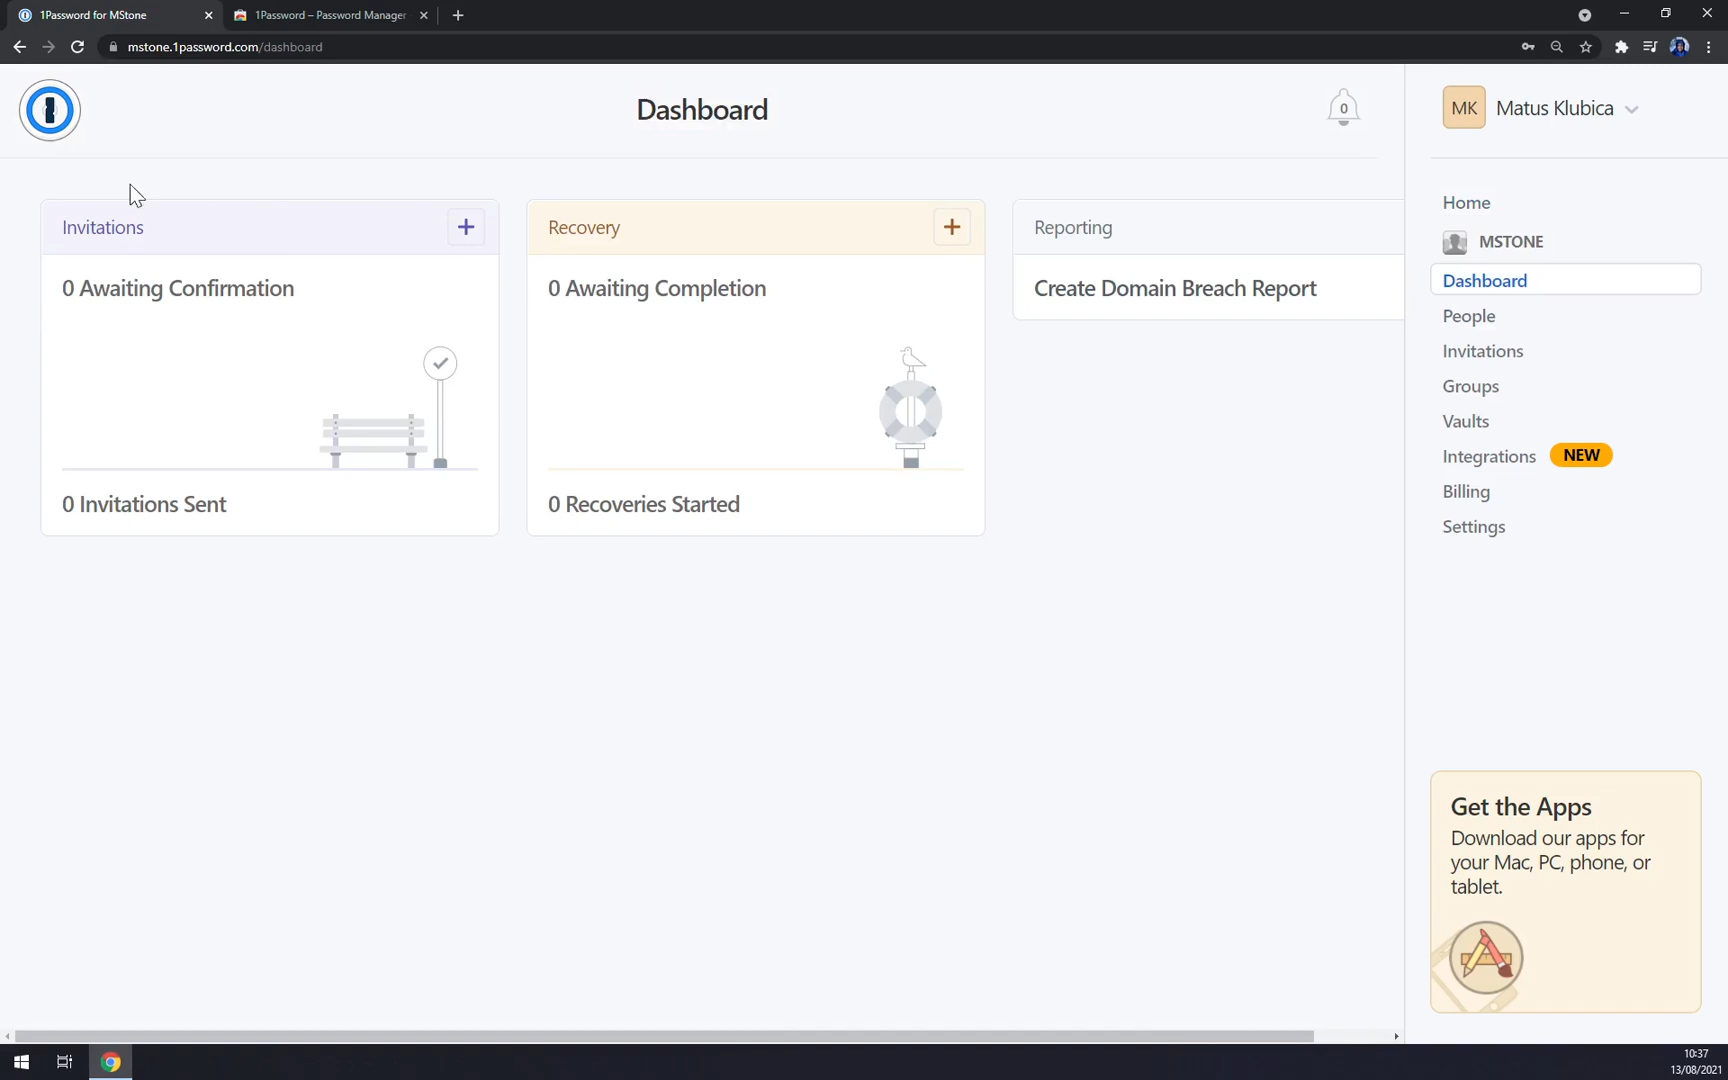 1Password for MStone
1Password – Password Manager
mstone.1password.com/dashboard
Dashboard
0
MK
Matus Klubica
Invitations
0 Awaiting Confirmation
0 Invitations Sent
Recovery
0 Awaiting Completion
0 Recoveries Started
Reporting
Create Domain Breach Report
Home
MSTONE
Dashboard
People
Invitations
Groups
Vaults
Integrations NEW
Billing
Settings
Get the Apps
Download our apps for
your Mac, PC, phone, or
tablet.
10:37
13/08/2021